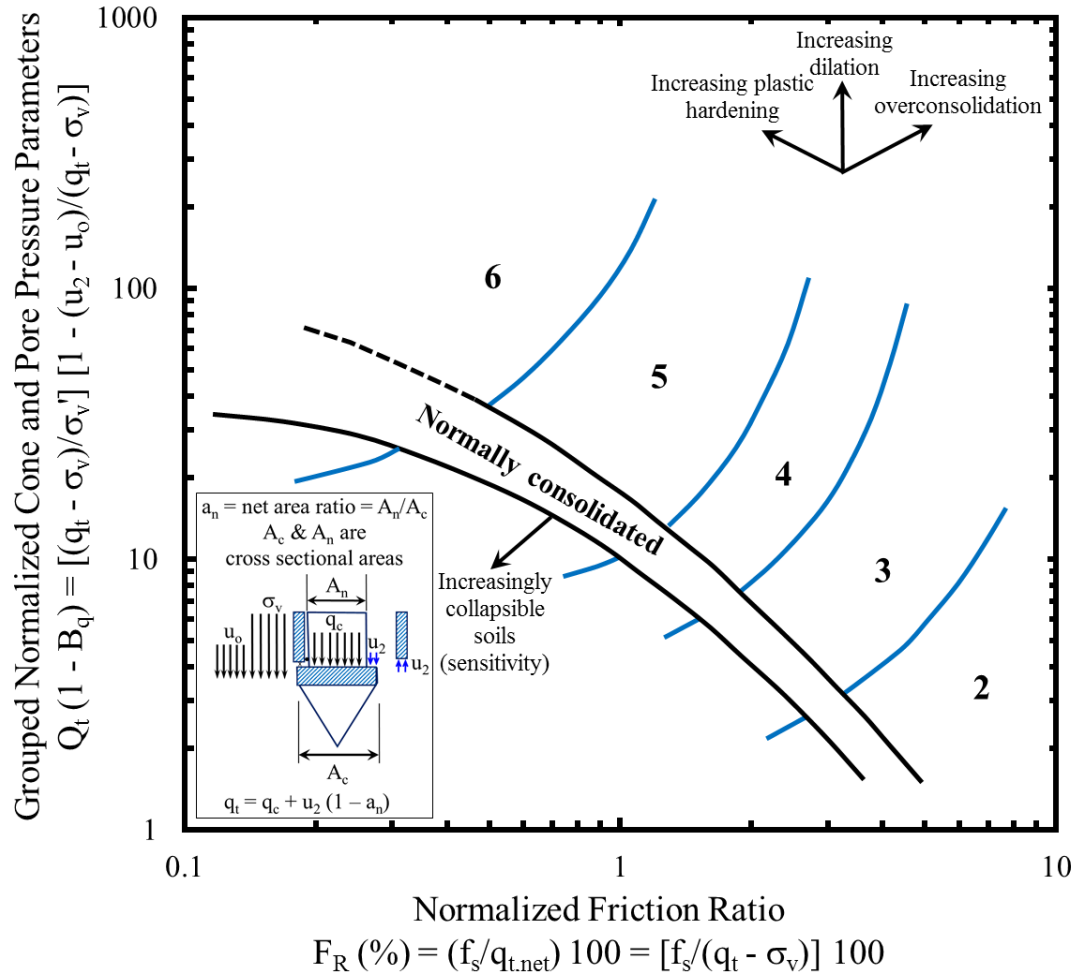 Grouped Normalized Cone and Pore Pressure Parameters
Qt (1 - Bq) = [(qt - σv)/σv'] [1 - (u2 - uo)/(qt - σv)]
1000
100
10
1
Increasing
dilation
Increasing plastic
hardening
Increasing
overconsolidation
6
5
4
3
2
Normally consolidated
Increasingly
collapsible
soils
(sensitivity)
an = net area ratio = An/Ac
Ac & An are
cross sectional areas
An
σv
qc
uo
u2
u2
Ac
qt = qc + u2 (1 – an)
0.1
1
10
Normalized Friction Ratio
FR (%) = (fs/qt,net) 100 = [fs/(qt - σv)] 100